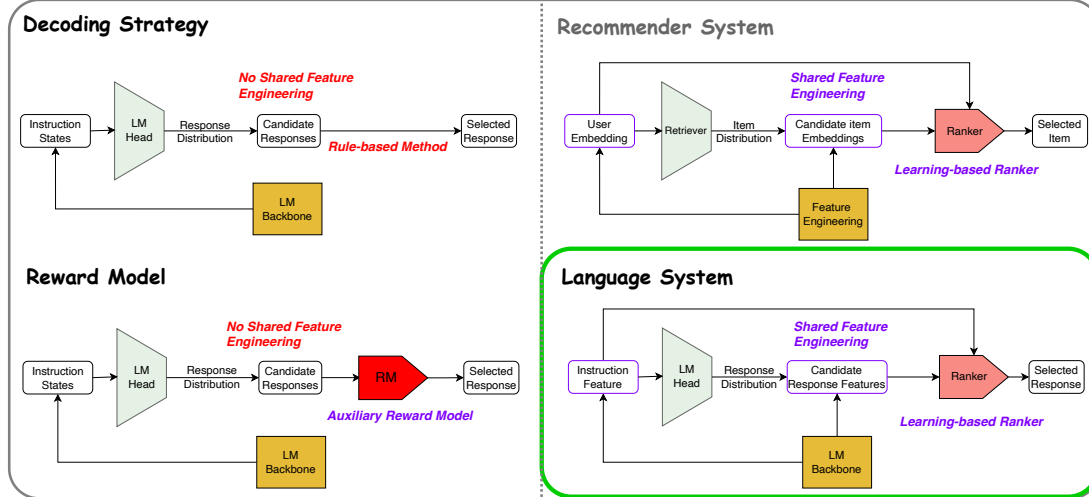 Decoding Strategy
No Shared Feature
Engineering
Instruction
States
LM
Head
Response
Distribution
Candidate
Responses
Rule-based Method
Selected
Response
LM
Backbone
Recommender System
Shared Feature
Engineering
User
Embedding
Retriever
Item
Distribution
Candidate item
Embeddings
Ranker
Selected
Item
Learning-based Ranker
Feature
Engineering
Reward Model
No Shared Feature
Engineering
Instruction
States
LM
Head
Response
Distribution
Candidate
Responses
RM
Selected
Response
Auxiliary Reward Model
LM
Backbone
Language System
Shared Feature
Engineering
Instruction
Feature
LM
Head
Response
Distribution
Candidate
Response Features
Ranker
Selected
Response
Learning-based Ranker
LM
Backbone